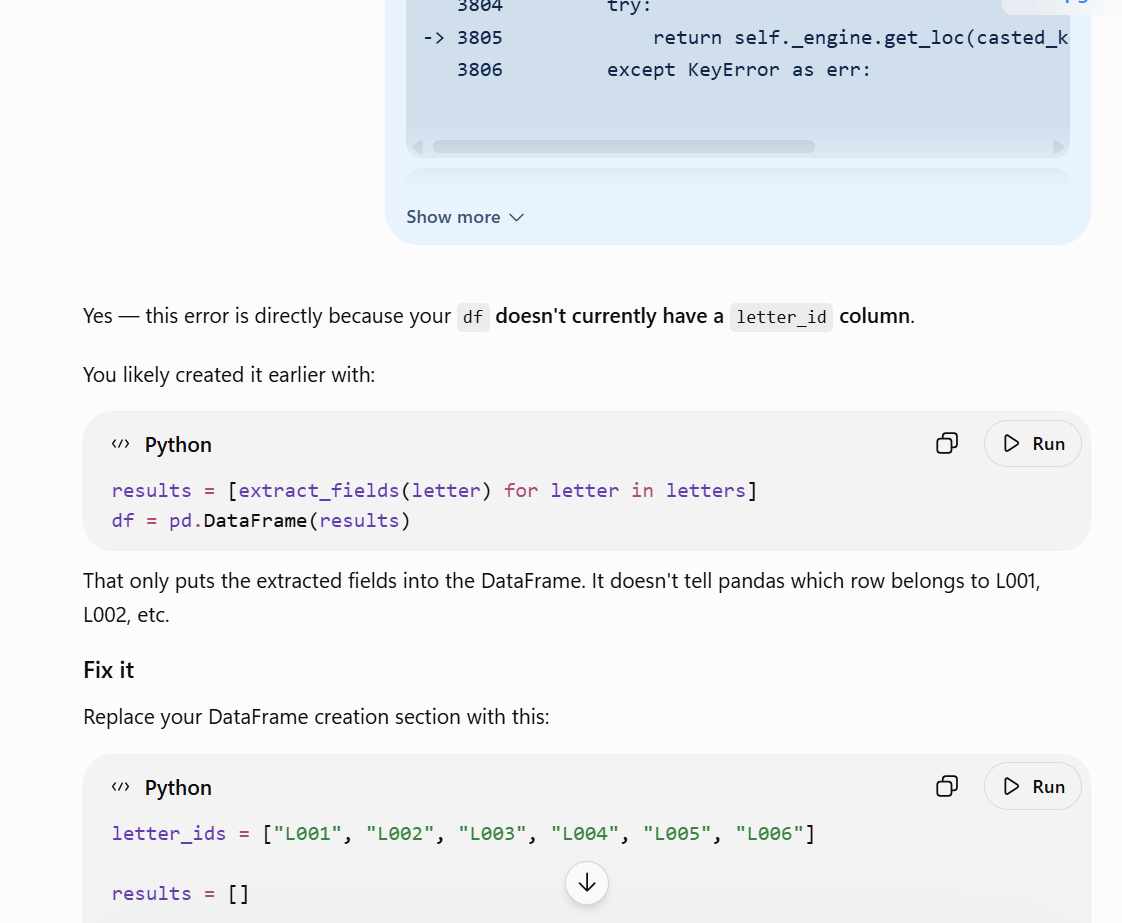 3804 try:
-> 3805 return self._engine.get_loc(casted_k
3806 except KeyError as err:
Show more
Yes — this error is directly because your df doesn't currently have a letter_id column.
You likely created it earlier with:
Python
Run
results = [extract_fields(letter) for letter in letters]
df = pd.DataFrame(results)
That only puts the extracted fields into the DataFrame. It doesn't tell pandas which row belongs to L001,
L002, etc.
Fix it
Replace your DataFrame creation section with this:
Python
Run
letter_ids = ["L001", "L002", "L003", "L004", "L005", "L006"]
results = []